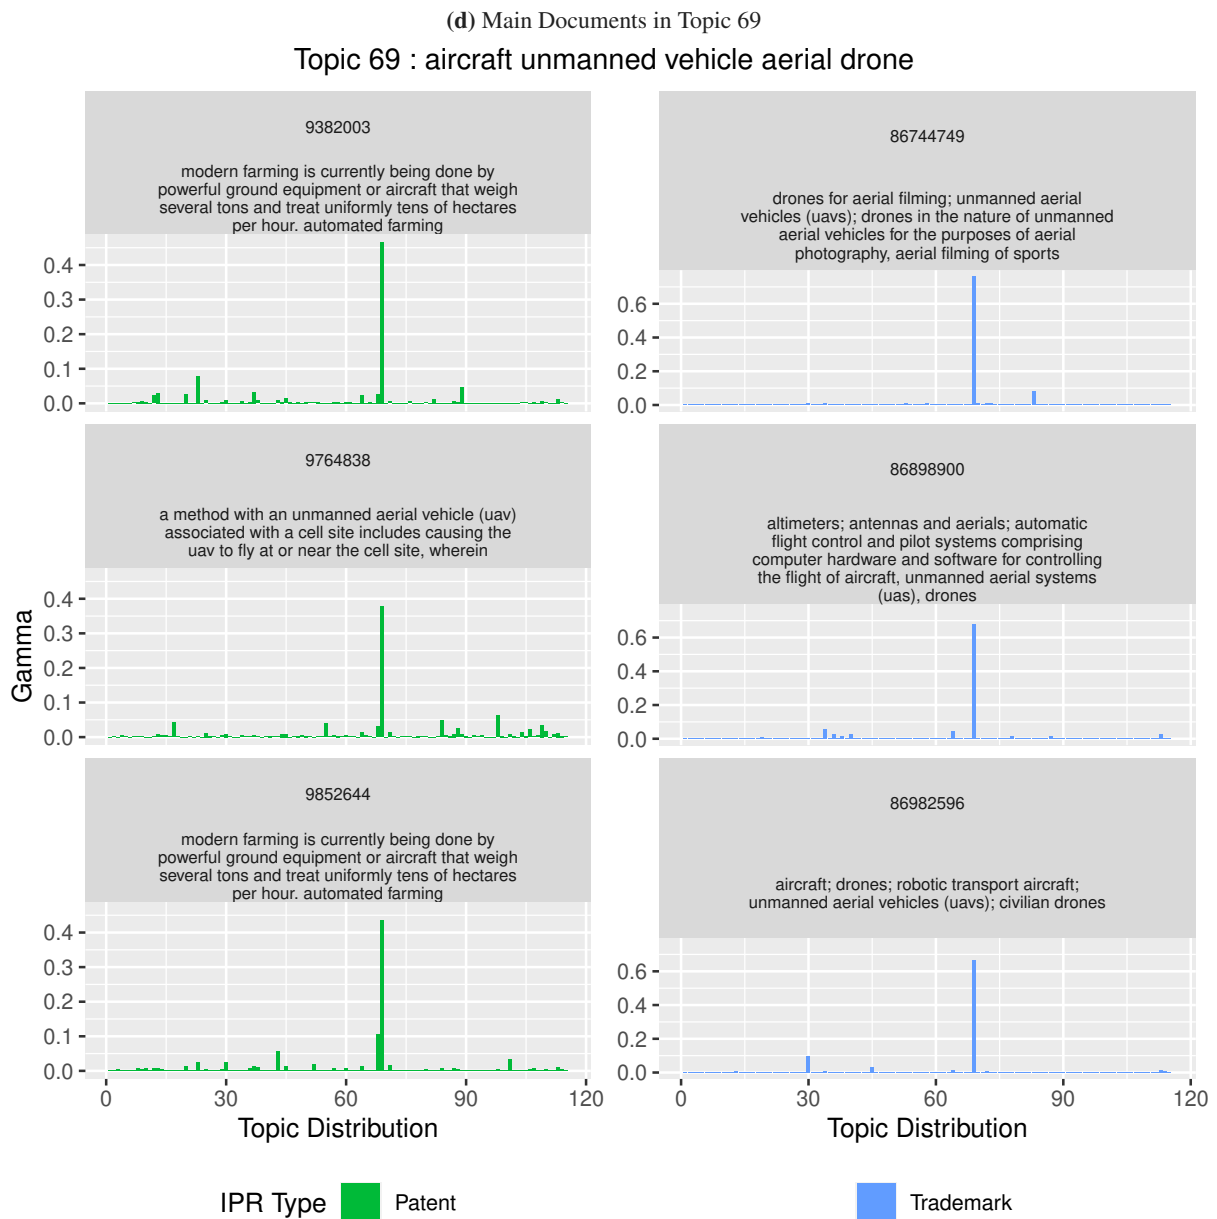 (d) Main Documents in Topic 69
Topic 69 : aircraft unmanned vehicle aerial drone
9382003
modern farming is currently being done by
powerful ground equipment or aircraft that weigh
several tons and treat uniformly tens of hectares
per hour. automated farming
0.4
0.3
0.2
0.1
0.0
86744749
drones for aerial filming; unmanned aerial
vehicles (uavs); drones in the nature of unmanned
aerial vehicles for the purposes of aerial
photography, aerial filming of sports
0.6
0.4
0.2
0.0
9764838
a method with an unmanned aerial vehicle (uav)
associated with a cell site includes causing the
uav to fly at or near the cell site, wherein
0.4
0.3
0.2
0.1
0.0
86898900
altimeters; antennas and aerials; automatic
flight control and pilot systems comprising
computer hardware and software for controlling
the flight of aircraft, unmanned aerial systems
(uas), drones
0.6
0.4
0.2
0.0
Gamma
9852644
modern farming is currently being done by
powerful ground equipment or aircraft that weigh
several tons and treat uniformly tens of hectares
per hour. automated farming
0.4
0.3
0.2
0.1
0.0
86982596
aircraft; drones; robotic transport aircraft;
unmanned aerial vehicles (uavs); civilian drones
0.6
0.4
0.2
0.0
0 30 60 90 120
0 30 60 90 120
Topic Distribution
Topic Distribution
IPR Type Patent
Trademark